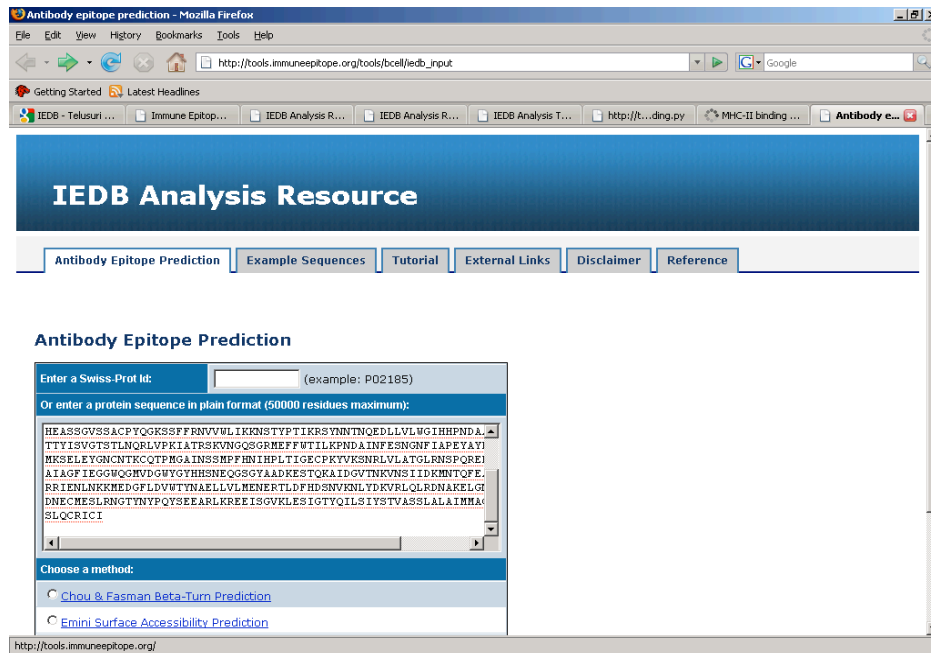 Antibody epitope prediction - Mozilla Firefox
File Edit View History Bookmarks Tools Help
http://tools.immuneepitope.org/tools/bcell/iedb_input
Google
Getting Started Latest Headlines
IEDB - Telusuri ... Immune Epitop... IEDB Analysis R... IEDB Analysis R... IEDB Analysis T... http://t...ding.py MHC-II binding ... Antibody e...
IEDB Analysis Resource
Antibody Epitope Prediction Example Sequences Tutorial External Links Disclaimer Reference
Antibody Epitope Prediction
Enter a Swiss-Prot Id: (example: P02185)
Or enter a protein sequence in plain format (50000 residues maximum):
HEASSGVSSACPYQGKSSFFRNVVWLIKKNSTYPTIKRSYNNTNQEDLLVLWGIHHPNDA
TTYISVGTSTLNQRLVPKIATRSKVNGQSGRMEFFWTILKPNDAINFESNGNFIAPEYAY
MKSELEYGNCNTKCQTPMGAINSSMPFHNIHPLTIGECPKYVKSNRLVLATGLRNSPQRE
AIAGFIEGGWQGMVDGWYGYHHSNEQGSGYAADKESTQKAIDGVTNKVNSIIDKMNTQFE
RRIENLNKKMEDGFLDVWTYNAELLVLMENERTLDFHDSNVKNLYDKVRLQLRDNAKELG
DNECMESLRNGTYNYPQYSEEARLKREEISGVKLESIGTYQILSIYSTVASSLALAIMMA
SLQCRICI
Choose a method:
Chou & Fasman Beta-Turn Prediction
Emini Surface Accessibility Prediction
http://tools.immuneepitope.org/